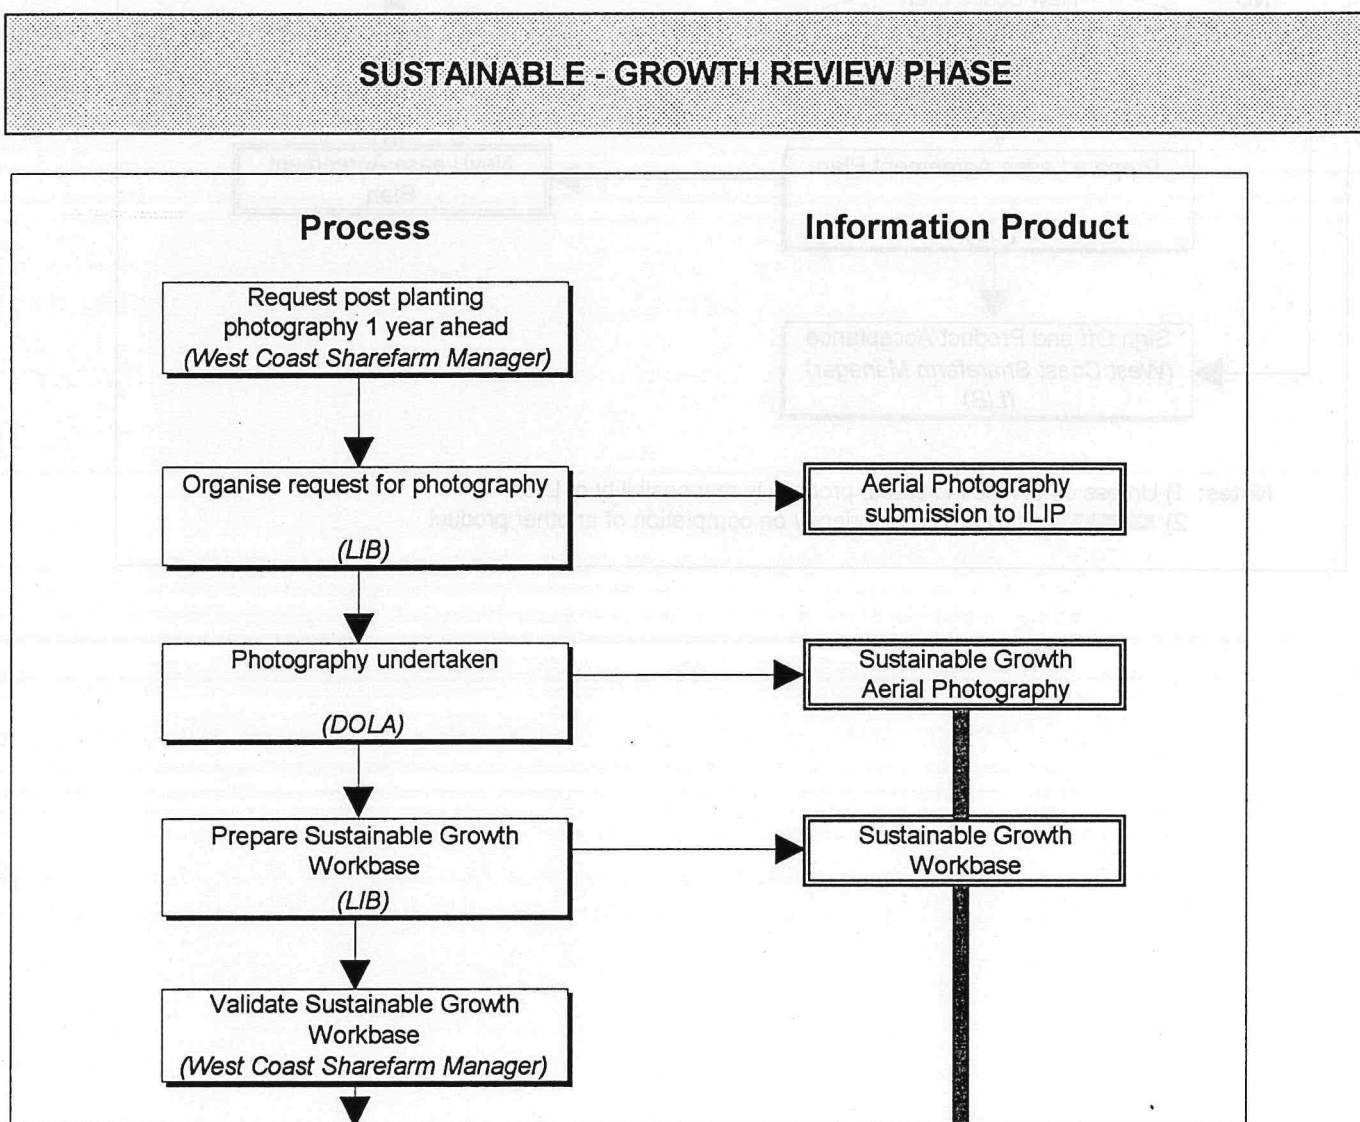 SUSTAINABLE - GROWTH REVIEW PHASE
Process
Information Product
Request post planting
photography 1 year ahead
(West Coast Sharefarm Manager)
Organise request for photography
(LIB)
Aerial Photography
submission to ILIP
Photography undertaken
(DOLA)
Sustainable Growth
Aerial Photography
Prepare Sustainable Growth
Workbase
(LIB)
Sustainable Growth
Workbase
Validate Sustainable Growth
Workbase
(West Coast Sharefarm Manager)